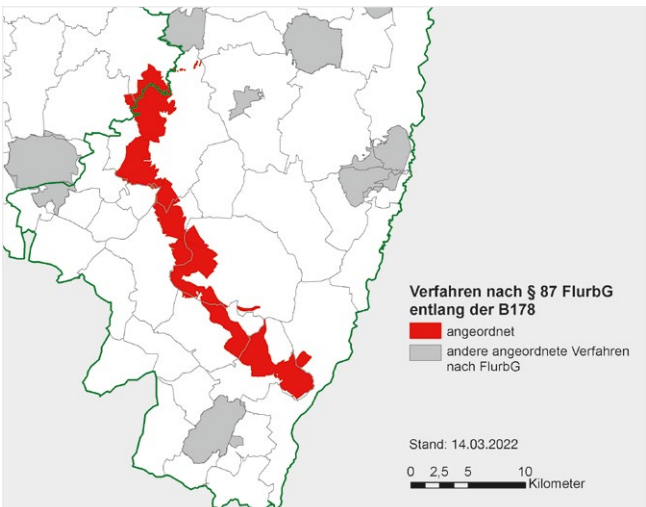 Verfahren nach § 87 FlurbG
entlang der B178
angeordnet
andere angeordnete Verfahren
nach FlurbG
Stand: 14.03.2022
0 2,5 5 10
Kilometer